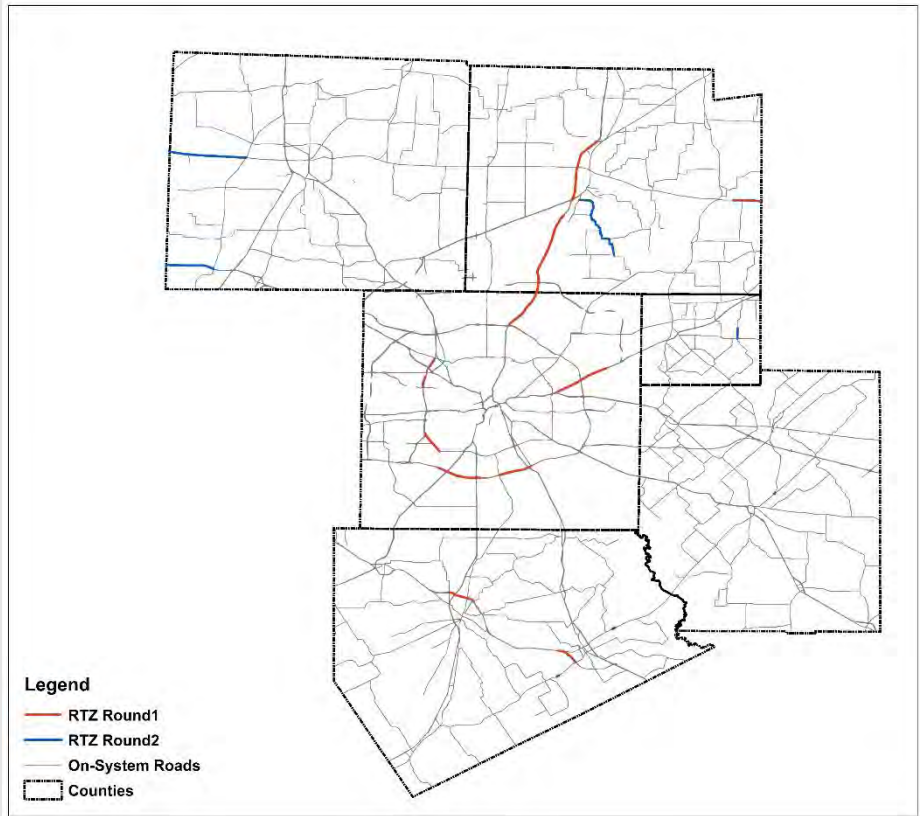 Legend
RTZ Round1
RTZ Round2
On-System Roads
Counties